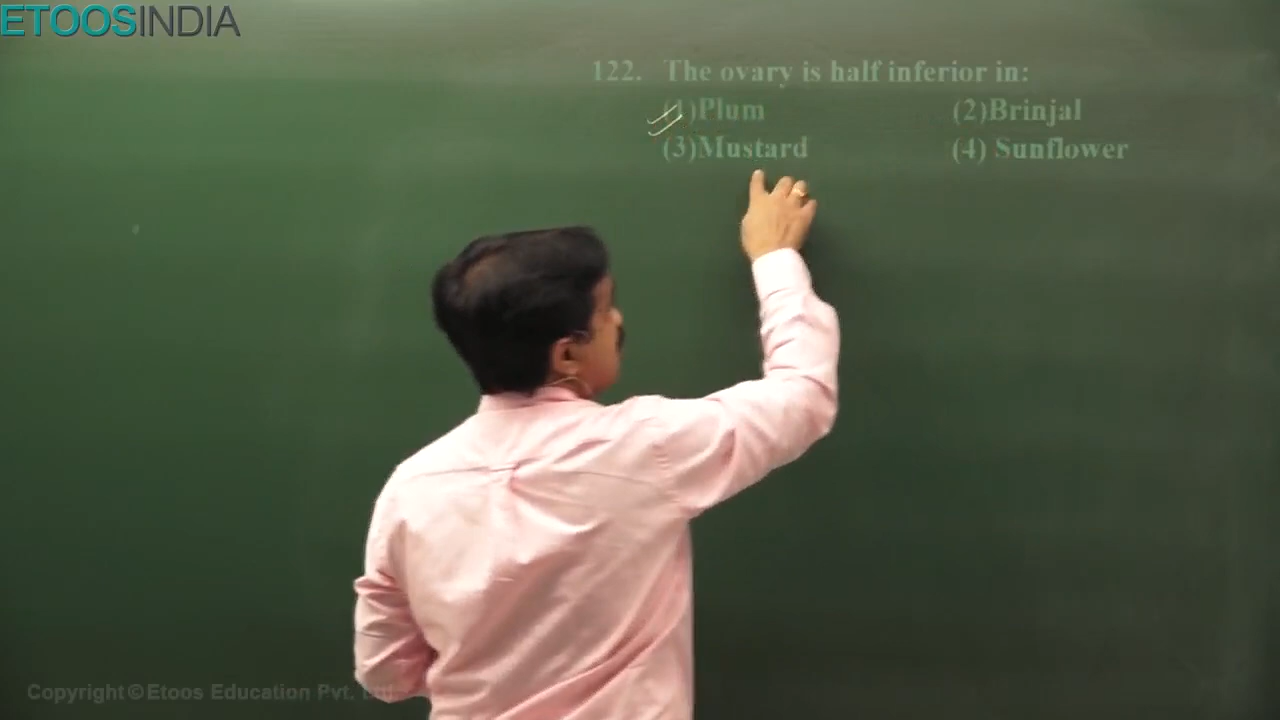 ETOOSINDIA
122. The ovary is half inferior in:
(1)Plum (2)Brinjal
(3)Mustard (4) Sunflower
Copyright © Etoos Education Pvt. Ltd